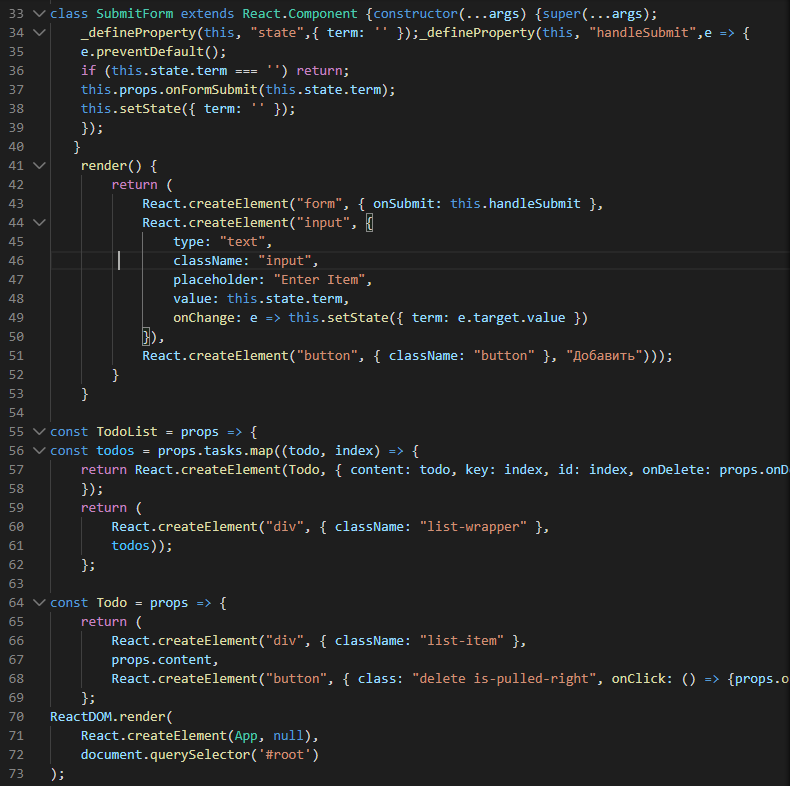 33 class SubmitForm extends React.Component {constructor(...args) {super(...args);
34 _defineProperty(this, "state",{ term: '' });_defineProperty(this, "handleSubmit",e => {
35 e.preventDefault();
36 if (this.state.term === '') return;
37 this.props.onFormSubmit(this.state.term);
38 this.setState({ term: '' });
39 });
40 }
41 render() {
42 return (
43 React.createElement("form", { onSubmit: this.handleSubmit },
44 React.createElement("input", {
45 type: "text",
46 className: "input",
47 placeholder: "Enter Item",
48 value: this.state.term,
49 onChange: e => this.setState({ term: e.target.value })
50 }),
51 React.createElement("button", { className: "button" }, "Добавить")));
52 }
53 }
54
55 const TodoList = props => {
56 const todos = props.tasks.map((todo, index) => {
57 return React.createElement(Todo, { content: todo, key: index, id: index, onDelete: props.onD
58 });
59 return (
60 React.createElement("div", { className: "list-wrapper" },
61 todos));
62 };
63
64 const Todo = props => {
65 return (
66 React.createElement("div", { className: "list-item" },
67 props.content,
68 React.createElement("button", { class: "delete is-pulled-right", onClick: () => {props.o
69 };
70 ReactDOM.render(
71 React.createElement(App, null),
72 document.querySelector('#root')
73 );